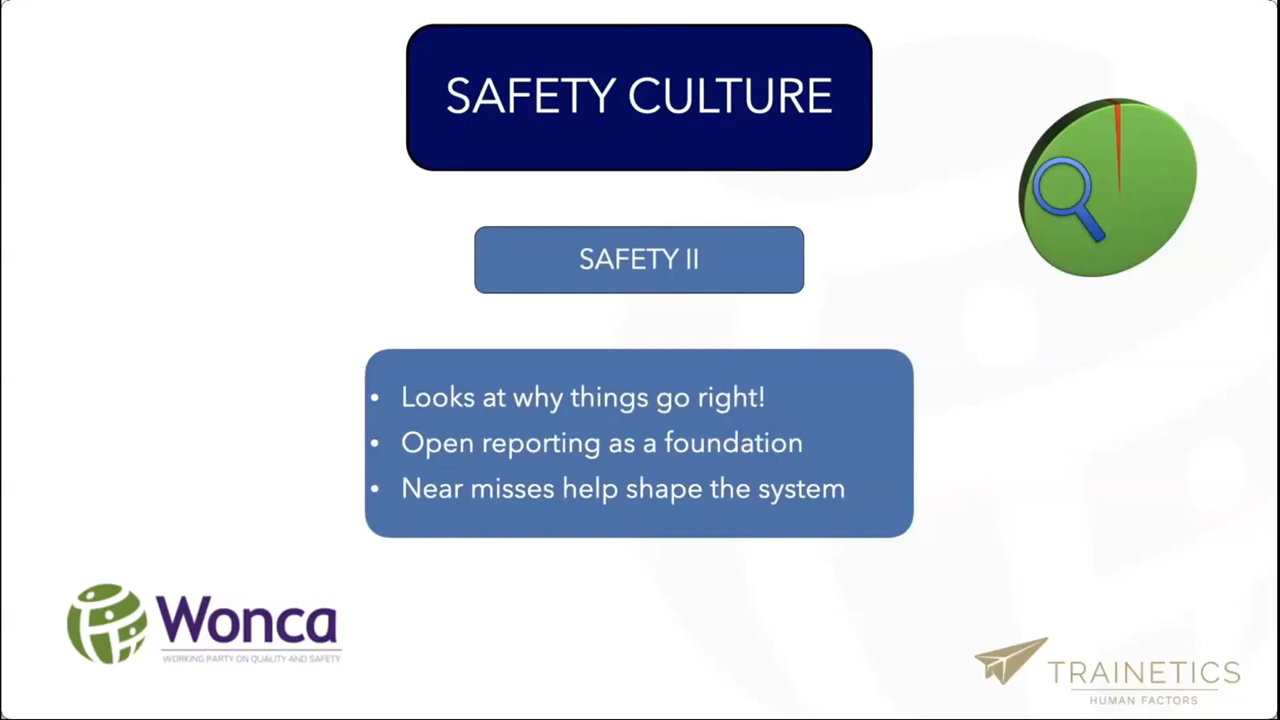 SAFETY CULTURE
SAFETY II
• Looks at why things go right!
• Open reporting as a foundation
• Near misses help shape the system
Wonca
WORKING PARTY ON QUALITY AND SAFETY
TRAINETICS
HUMAN FACTORS